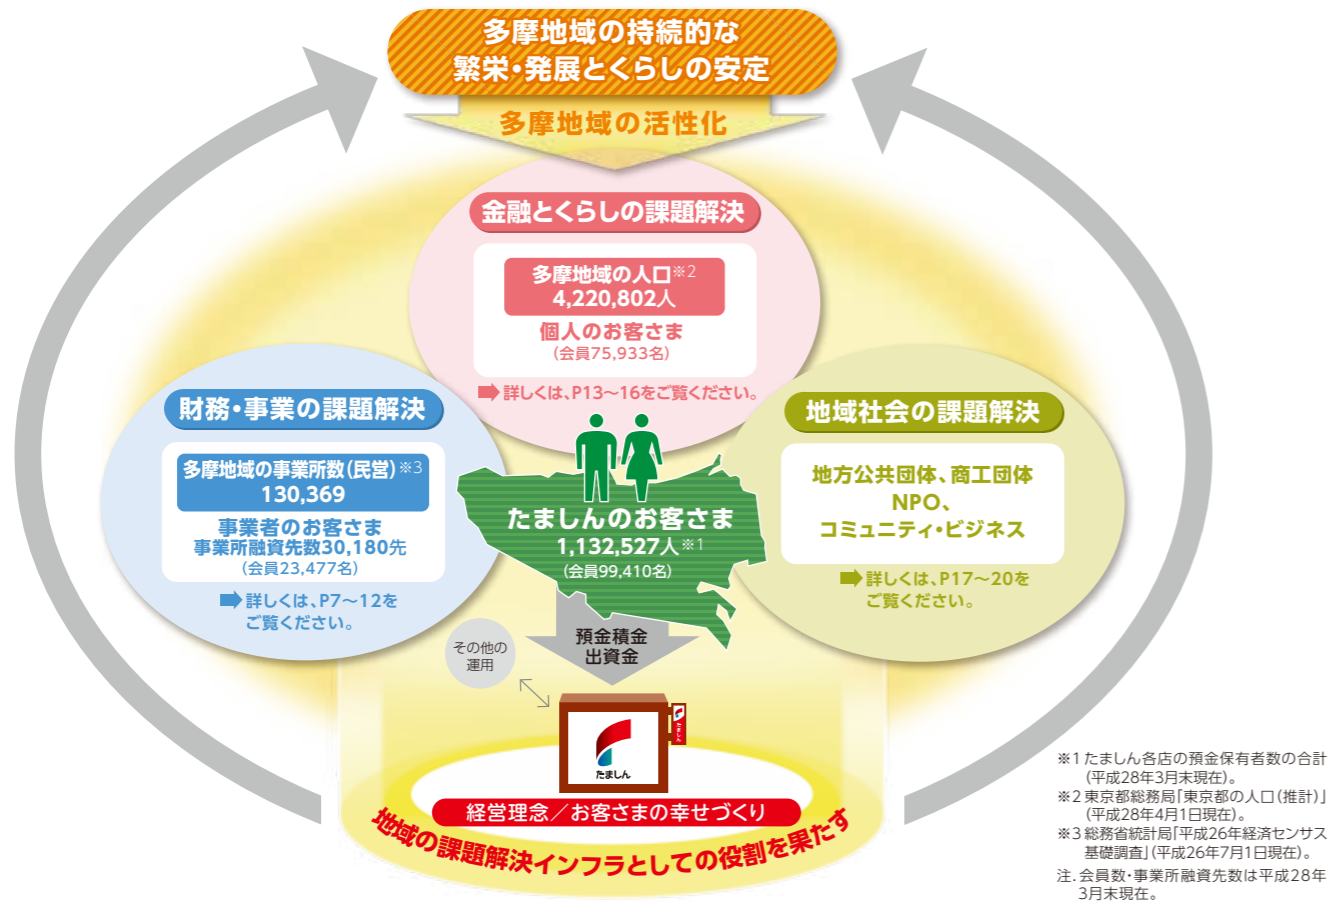 多摩地域の持続的な
繁栄・発展とくらしの安定
多摩地域の活性化
金融とくらしの課題解決
多摩地域の人口※2
4,220,802人
個人のお客さま
(会員75,933名)
詳しくは、P13〜16をご覧ください。
財務・事業の課題解決
多摩地域の事業所数(民営)※3
130,369
事業者のお客さま
事業所融資先数30,180先
(会員23,477名)
詳しくは、P7〜12を
ご覧ください。
地域社会の課題解決
地方公共団体、商工団体
NPO、
コミュニティ・ビジネス
詳しくは、P17〜20を
ご覧ください。
たましんのお客さま
1,132,527人※1
(会員99,410名)
預金積金
出資金
その他の
運用
たましん
たましん
経営理念/お客さまの幸せづくり
地域の課題解決インフラとしての役割を果たす
※1 たましん各店の預金保有者数の合計
(平成28年3月末現在)。
※2 東京都総務局「東京都の人口(推計)」
(平成28年4月1日現在)。
※3 総務省統計局「平成26年経済センサス
基礎調査」(平成26年7月1日現在)。
注. 会員数・事業所融資先数は平成28年
3月末現在。